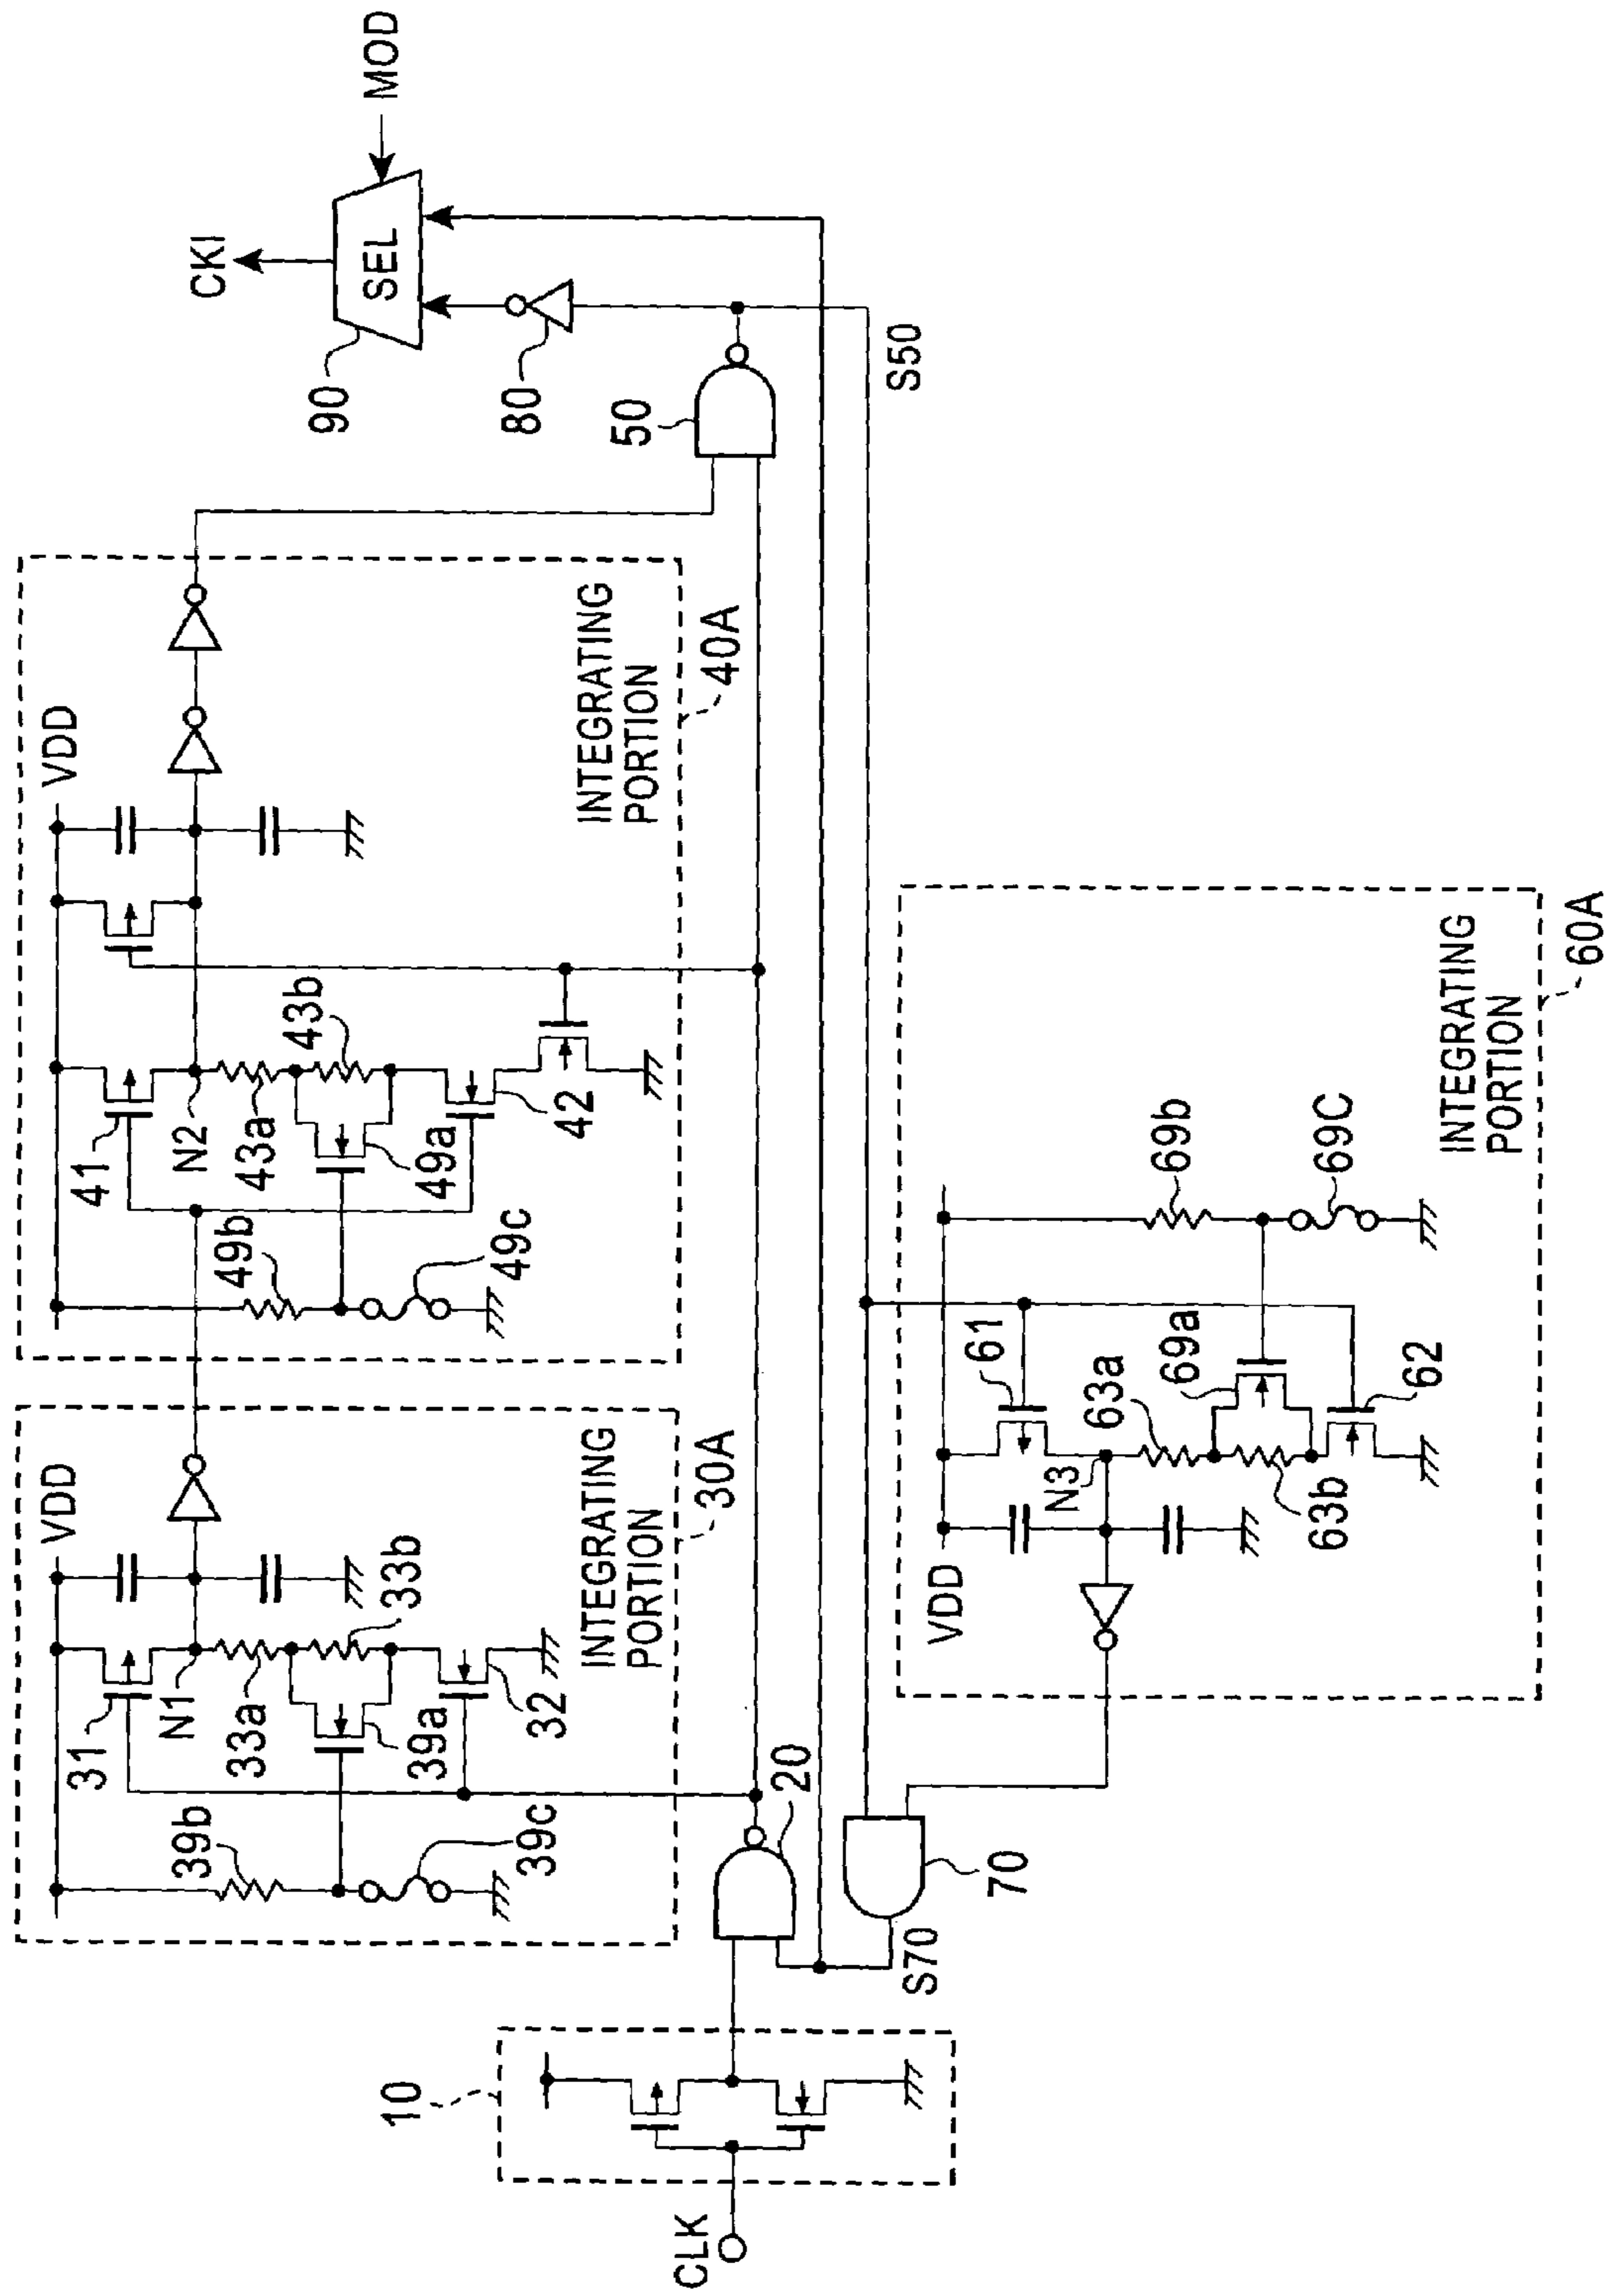 CLK
10
S70
20
70
39b
39c
VDD
31
N1
33a
39a
32
33b
INTEGRATING
PORTION
30A
49b
49c
41
N2
43a
49a
42
43b
VDD
INTEGRATING
PORTION
40A
VDD
N3
63b
63a
61
69a
62
69b
69C
INTEGRATING
PORTION
60A
50
S50
80
90
SEL
CKI
MOD